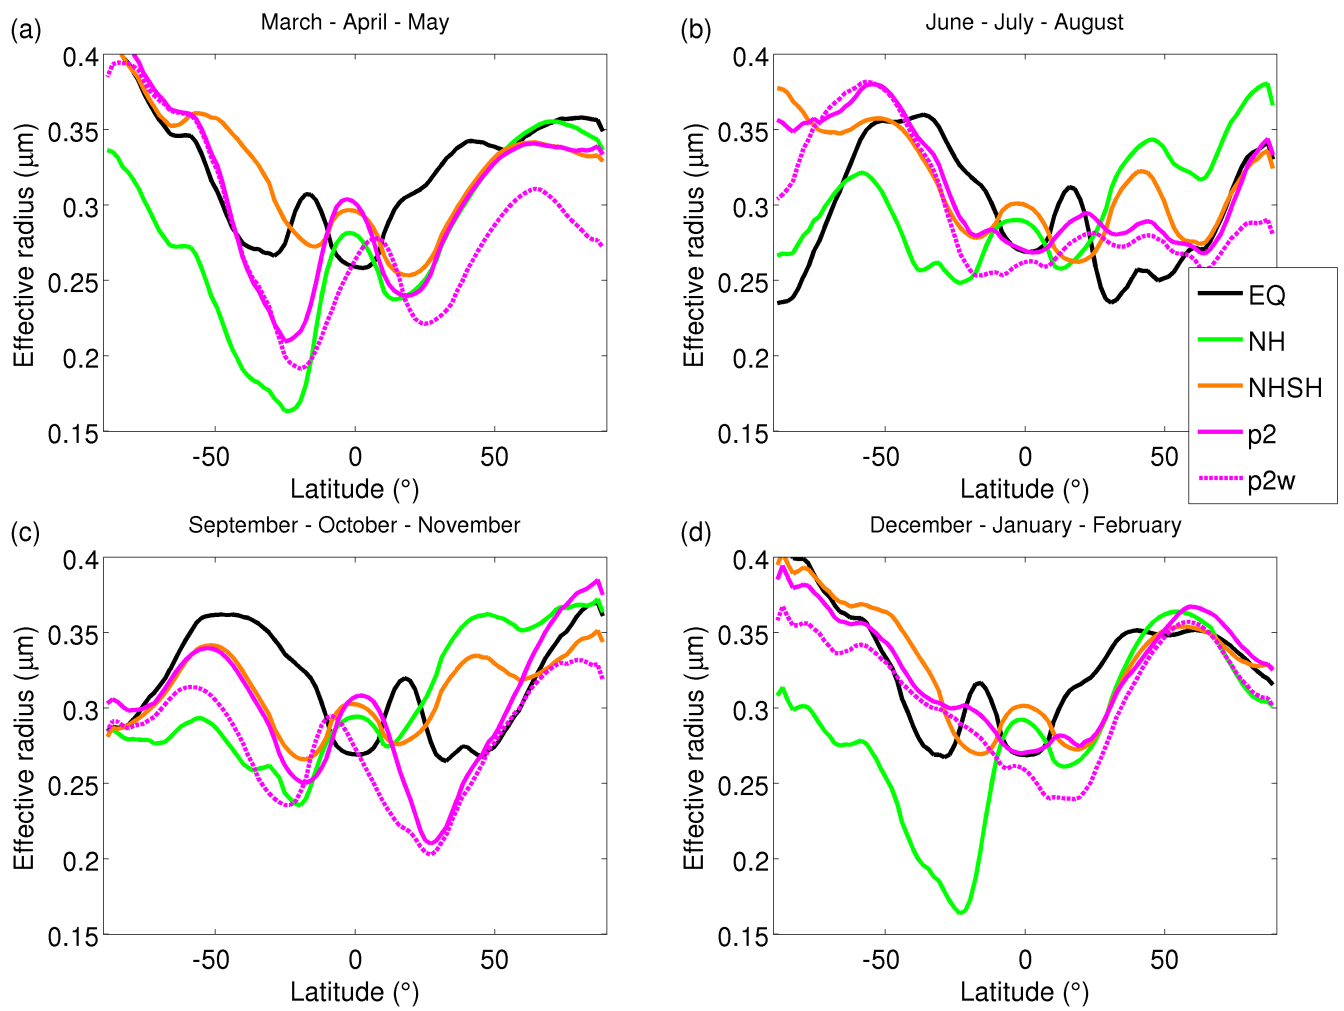 (a)
March - April - May
0.4
0.35
0.3
0.25
0.2
0.15
Effective radius (µm)
-50
0
50
Latitude (°)
(b)
June - July - August
0.4
0.35
0.3
0.25
0.2
0.15
Effective radius (µm)
-50
0
50
Latitude (°)
EQ
NH
NHSH
p2
p2w
(c)
September - October - November
0.4
0.35
0.3
0.25
0.2
0.15
Effective radius (µm)
-50
0
50
Latitude (°)
(d)
December - January - February
0.4
0.35
0.3
0.25
0.2
0.15
Effective radius (µm)
-50
0
50
Latitude (°)